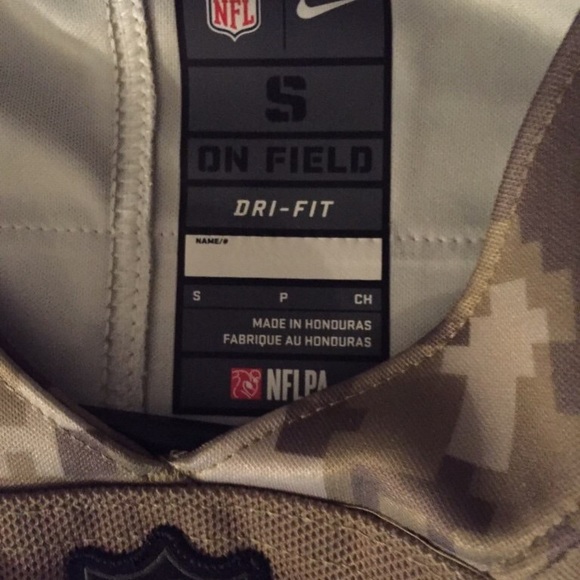 NFL
S
ON FIELD
DRI-FIT
NAME/#
S P CH
MADE IN HONDURAS
FABRIQUE AU HONDURAS
NFLPA